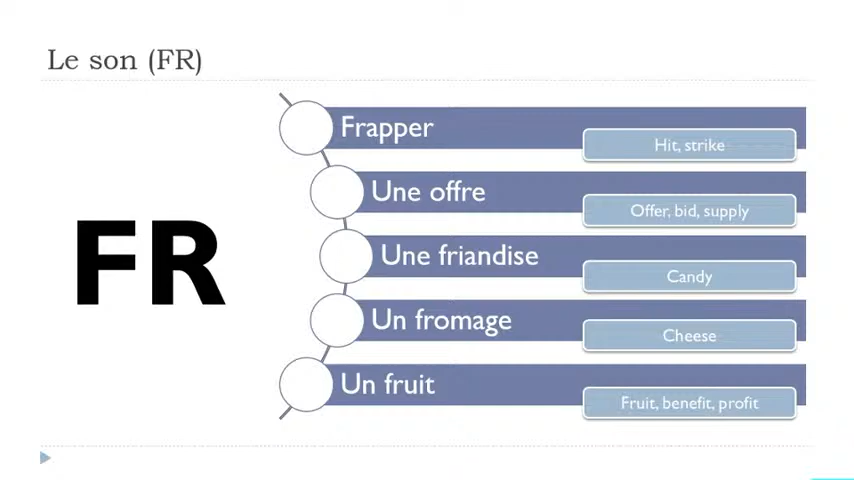 Le son (FR)
FR
Frapper
Hit, strike
Une offre
Offer, bid, supply
Une friandise
Candy
Un fromage
Cheese
Un fruit
Fruit, benefit, profit